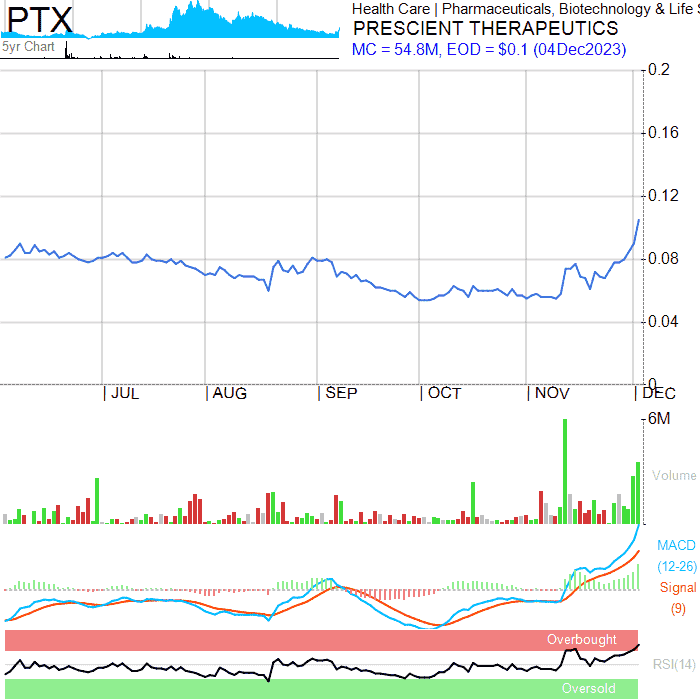 PTX
5yr Chart
Health Care | Pharmaceuticals, Biotechnology & Life S
PRESCIENT THERAPEUTICS
MC = 54.8M, EOD = $0.1 (04Dec2023)
0.2
0.16
0.12
0.08
0.04
0
| JUL | AUG | SEP | OCT | NOV | DEC
6M
Volume
MACD
(12-26)
Signal
(9)
Overbought
RSI(14)
Oversold